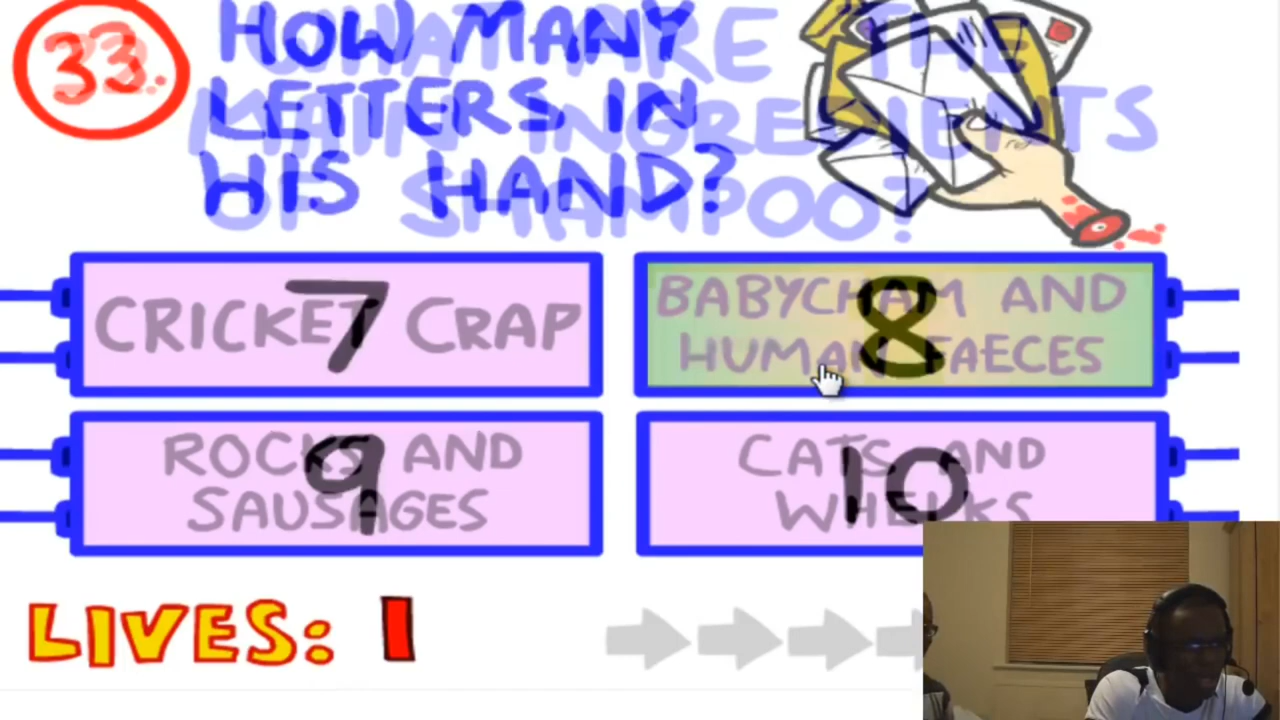 33.
HOW MANY
LETTERS IN
HIS HAND?
WHAT ARE THE
MAIN INGREDIENTS
OF SHAMPOO?
7
CRICKET CRAP
8
BABYCHAM AND
HUMAN FAECES
9
ROCKS AND
SAUSAGES
10
CATS AND
WHELKS
LIVES: 1